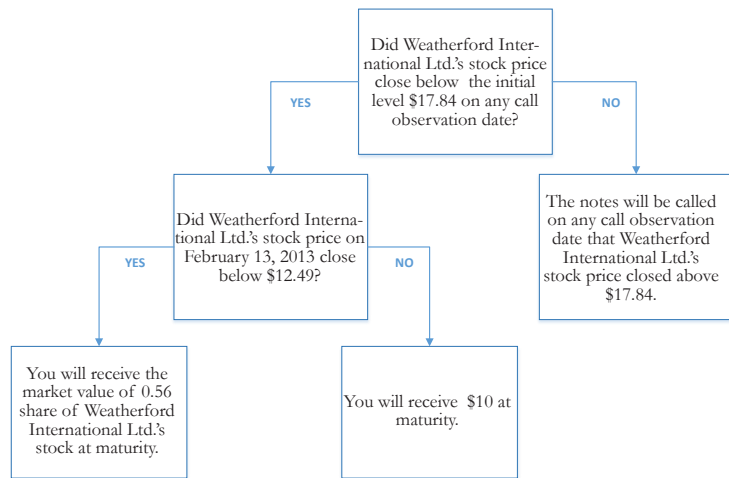 Did Weatherford Inter-
national Ltd.'s stock price
close below the initial
level $17.84 on any call
observation date?
YES
NO
Did Weatherford Interna-
tional Ltd.'s stock price on
February 13, 2013 close
below $12.49?
The notes will be called
on any call observation
date that Weatherford
International Ltd.'s
stock price closed above
$17.84.
YES
NO
You will receive the
market value of 0.56
share of Weatherford
International Ltd.'s
stock at maturity.
You will receive $10 at
maturity.